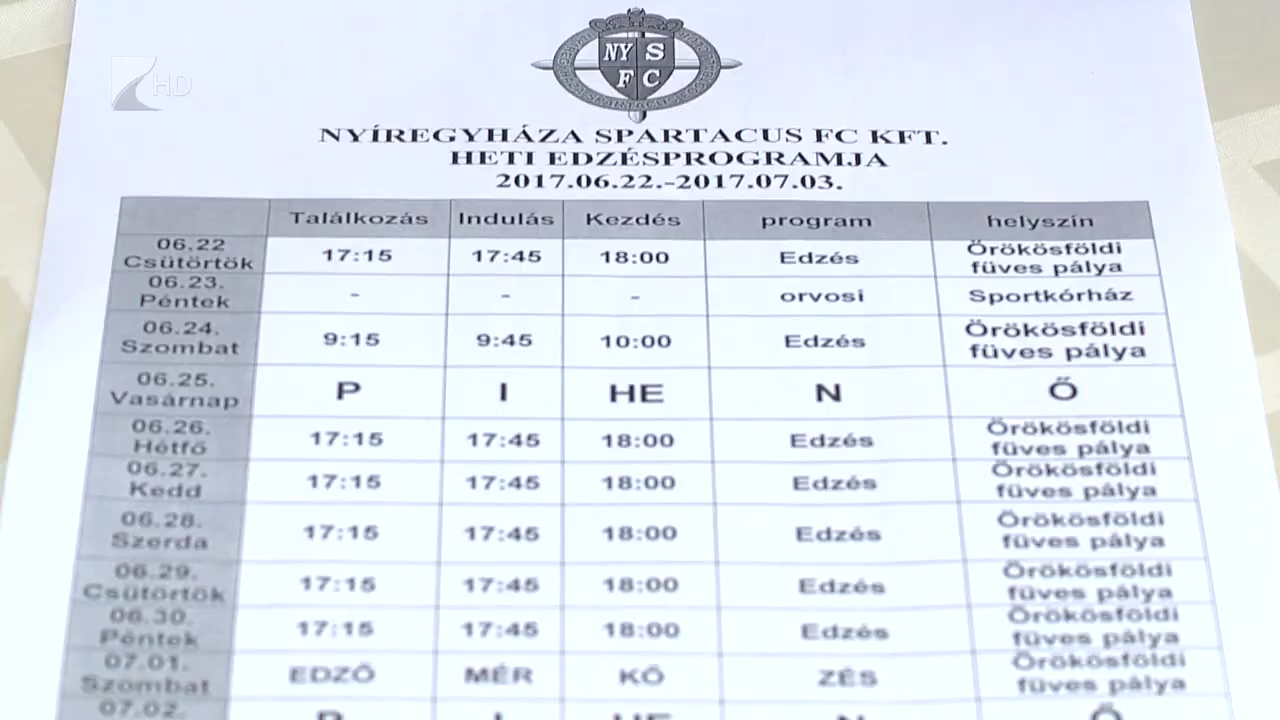 HD
NY S
F C
NYÍREGYHÁZA SPARTACUS FC KFT.
HETI EDZÉSPROGRAMJA
2017.06.22.-2017.07.03.
Találkozás Indulás Kezdés program helyszín
06.22 Csütörtök 17:15 17:45 18:00 Edzés Örökösföldi füves pálya
06.23. Péntek - - - orvosi Sportkórház
06.24. Szombat 9:15 9:45 10:00 Edzés Örökösföldi füves pálya
06.25. Vasárnap P I HE N Ő
06.26. Hétfő 17:15 17:45 18:00 Edzés Örökösföldi füves pálya
06.27. Kedd 17:15 17:45 18:00 Edzés Örökösföldi füves pálya
06.28. Szerda 17:15 17:45 18:00 Edzés Örökösföldi füves pálya
06.29. Csütörtök 17:15 17:45 18:00 Edzés Örökösföldi füves pálya
06.30. Péntek 17:15 17:45 18:00 Edzés Örökösföldi füves pálya
07.01. Szombat EDZŐ MÉR KŐ ZÉS Örökösföldi füves pálya
07.02. P I HE N Ő